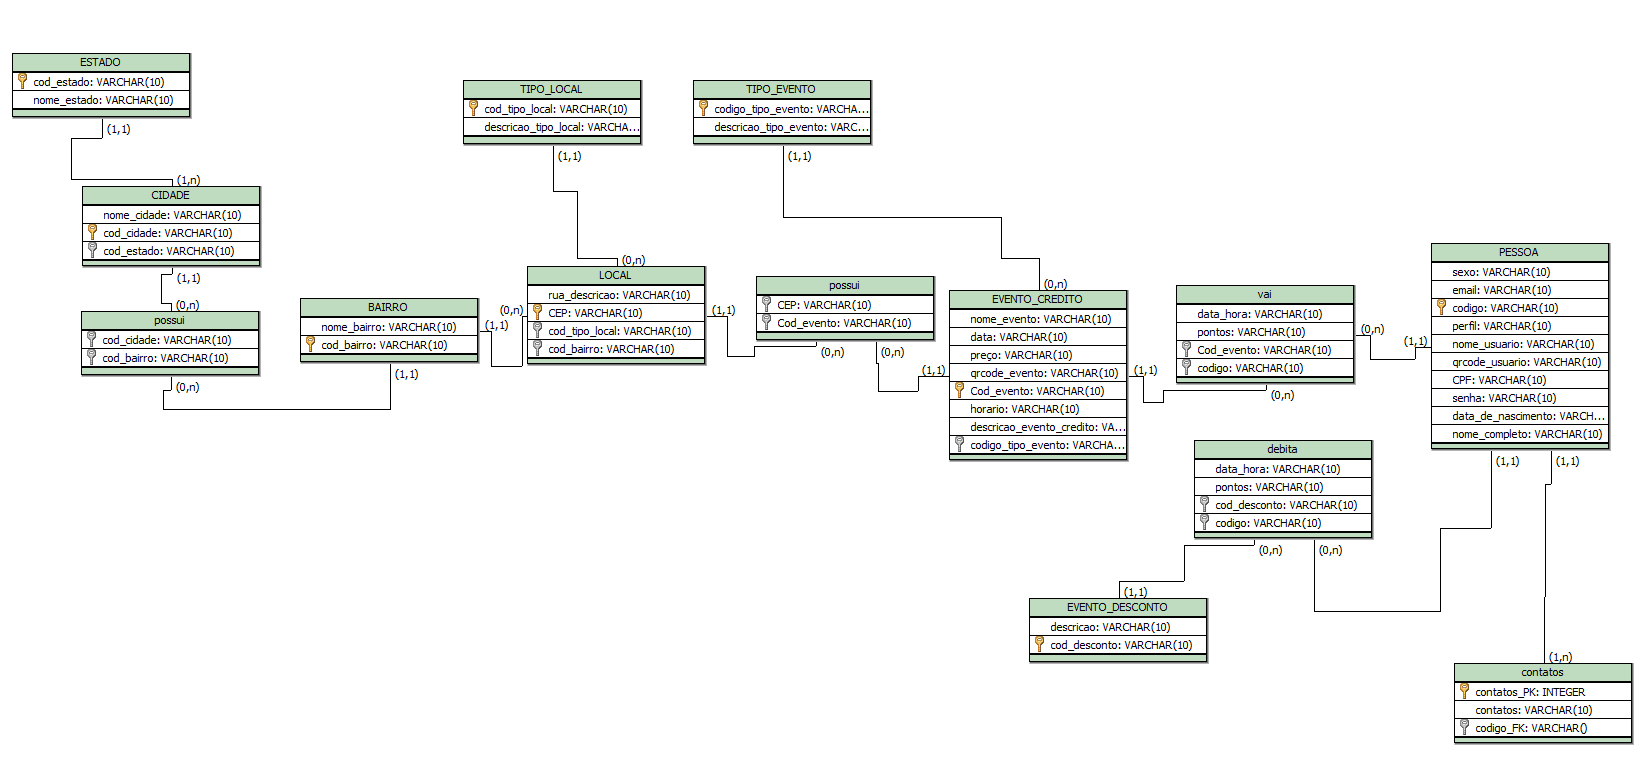 ESTADO
cod_estado: VARCHAR(10)
nome_estado: VARCHAR(10)
(1,1)
(1,n)
CIDADE
nome_cidade: VARCHAR(10)
cod_cidade: VARCHAR(10)
cod_estado: VARCHAR(10)
(1,1)
(0,n)
possui
cod_cidade: VARCHAR(10)
cod_bairro: VARCHAR(10)
(0,n)
BAIRRO
nome_bairro: VARCHAR(10)
cod_bairro: VARCHAR(10)
(1,1)
(1,1)
(0,n)
TIPO_LOCAL
cod_tipo_local: VARCHAR(10)
descricao_tipo_local: VARCHA...
(1,1)
(0,n)
LOCAL
rua_descricao: VARCHAR(10)
CEP: VARCHAR(10)
cod_tipo_local: VARCHAR(10)
cod_bairro: VARCHAR(10)
(1,1)
TIPO_EVENTO
codigo_tipo_evento: VARCHA...
descricao_tipo_evento: VARC...
(1,1)
(0,n)
possui
CEP: VARCHAR(10)
Cod_evento: VARCHAR(10)
(0,n)
(0,n)
(1,1)
EVENTO_CREDITO
nome_evento: VARCHAR(10)
data: VARCHAR(10)
preço: VARCHAR(10)
qrcode_evento: VARCHAR(10)
Cod_evento: VARCHAR(10)
horario: VARCHAR(10)
descricao_evento_credito: VA...
codigo_tipo_evento: VARCHA...
(1,1)
vai
data_hora: VARCHAR(10)
pontos: VARCHAR(10)
Cod_evento: VARCHAR(10)
codigo: VARCHAR(10)
(0,n)
(0,n)
(1,1)
PESSOA
sexo: VARCHAR(10)
email: VARCHAR(10)
codigo: VARCHAR(10)
perfil: VARCHAR(10)
nome_usuario: VARCHAR(10)
qrcode_usuario: VARCHAR(10)
CPF: VARCHAR(10)
senha: VARCHAR(10)
data_de_nascimento: VARCH...
nome_completo: VARCHAR(10)
(1,1)
(1,1)
debita
data_hora: VARCHAR(10)
pontos: VARCHAR(10)
cod_desconto: VARCHAR(10)
codigo: VARCHAR(10)
(0,n)
(0,n)
(1,1)
EVENTO_DESCONTO
descricao: VARCHAR(10)
cod_desconto: VARCHAR(10)
(1,n)
contatos
contatos_PK: INTEGER
contatos: VARCHAR(10)
codigo_FK: VARCHAR()